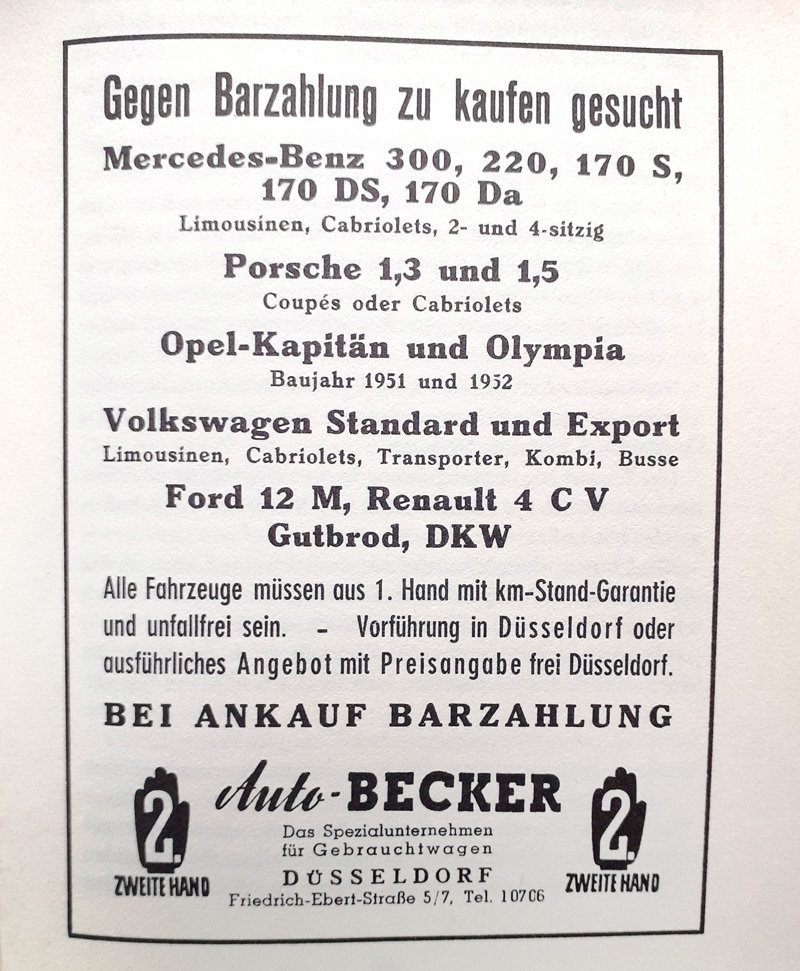 Gegen Barzahlung zu kaufen gesucht
Mercedes-Benz 300, 220, 170 S,
170 DS, 170 Da
Limousinen, Cabriolets, 2- und 4-sitzig
Porsche 1,3 und 1,5
Coupés oder Cabriolets
Opel-Kapitän und Olympia
Baujahr 1951 und 1952
Volkswagen Standard und Export
Limousinen, Cabriolets, Transporter, Kombi, Busse
Ford 12 M, Renault 4 C V
Gutbrod, DKW
Alle Fahrzeuge müssen aus 1. Hand mit km-Stand-Garantie
und unfallfrei sein. - Vorführung in Düsseldorf oder
ausführliches Angebot mit Preisangabe frei Düsseldorf.
BEI ANKAUF BARZAHLUNG
Auto-BECKER
Das Spezialunternehmen
für Gebrauchtwagen
DÜSSELDORF
Friedrich-Ebert-Straße 5/7, Tel. 10706
2.
ZWEITE HAND
2.
ZWEITE HAND